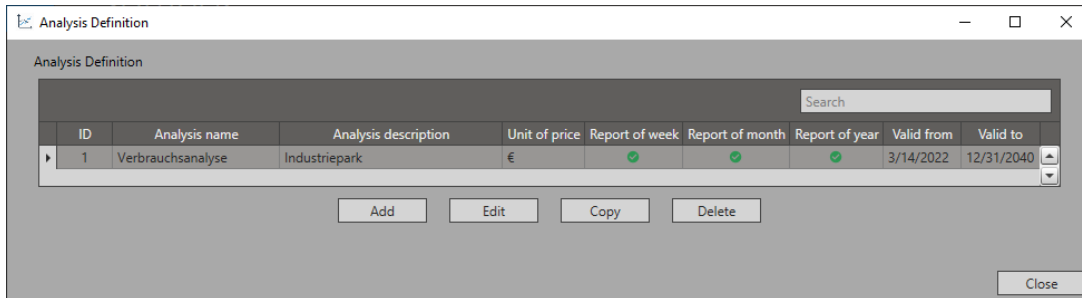 Analysis Definition
Analysis Definition
Search
ID Analysis name Analysis description Unit of price Report of week Report of month Report of year Valid from Valid to
1 Verbrauchsanalyse Industriepark € 3/14/2022 12/31/2040
Add Edit Copy Delete
Close